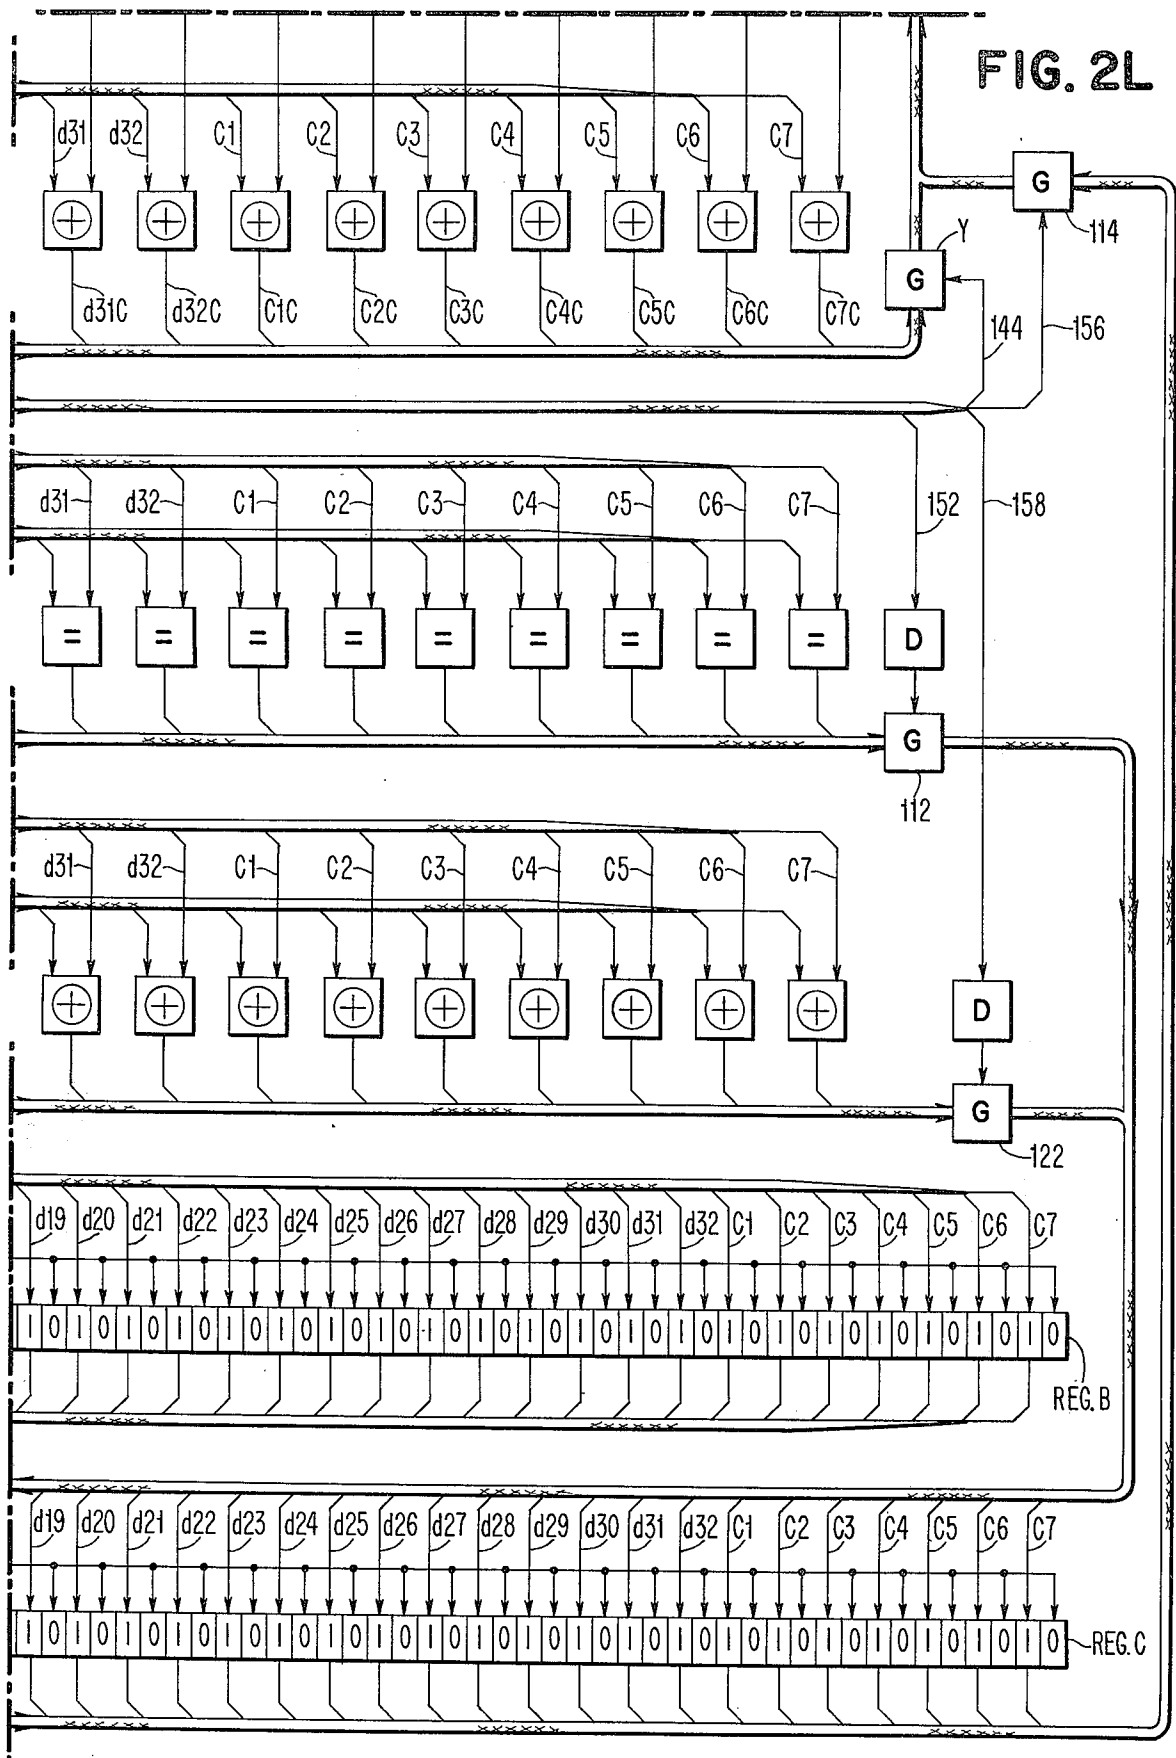 FIG. 2L
d31 d32 C1 C2 C3 C4 C5 C6 C7
G
114
Y
G
d31C d32C C1C C2C C3C C4C C5C C6C C7C
144 156
d31 d32 C1 C2 C3 C4 C5 C6 C7
152 158
= = = = = = = = =
D
G
112
d31 d32 C1 C2 C3 C4 C5 C6 C7
D
G
122
d19 d20 d21 d22 d23 d24 d25 d26 d27 d28 d29 d30 d31 d32 C1 C2 C3 C4 C5 C6 C7
1 0 1 0 1 0 1 0 1 0 1 0 1 0 1 0 1 0 1 0 1 0 1 0 1 0 1 0 1 0 1 0 1 0 1 0 1 0 1 0 1 0
REG. B
d19 d20 d21 d22 d23 d24 d25 d26 d27 d28 d29 d30 d31 d32 C1 C2 C3 C4 C5 C6 C7
1 0 1 0 1 0 1 0 1 0 1 0 1 0 1 0 1 0 1 0 1 0 1 0 1 0 1 0 1 0 1 0 1 0 1 0 1 0 1 0 1 0
REG. C